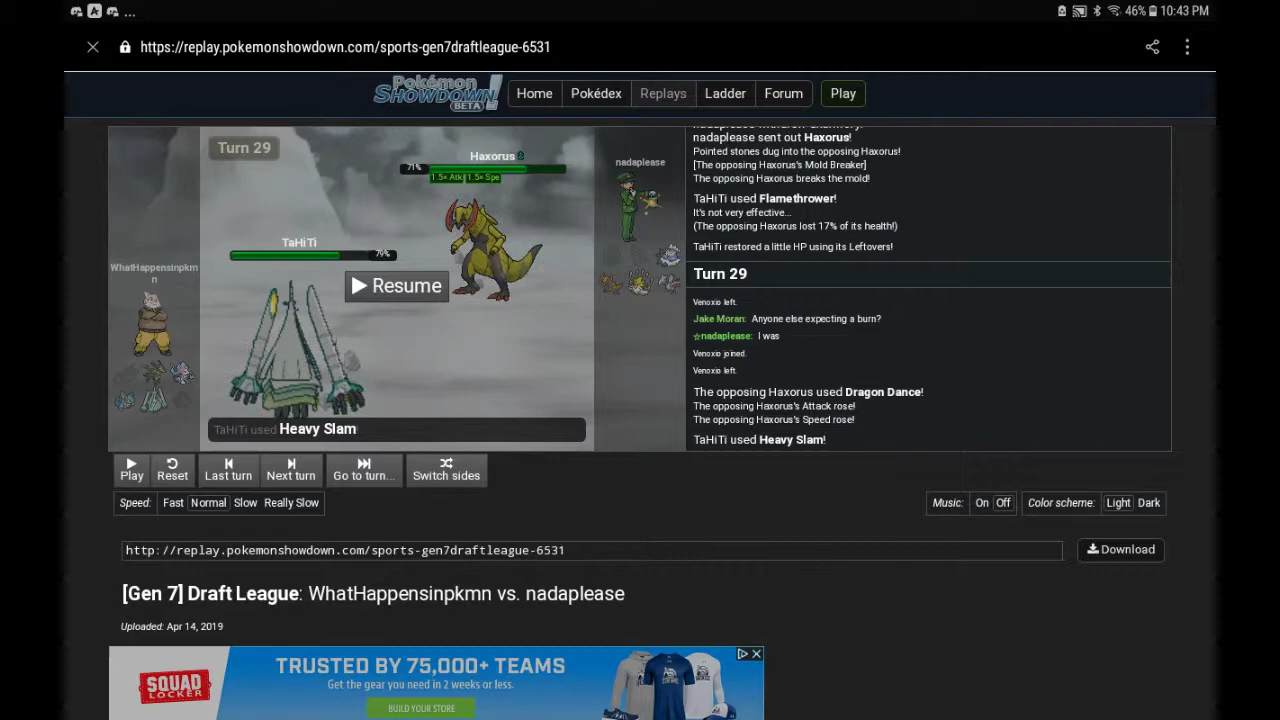 ...
46% 10:43 PM
https://replay.pokemonshowdown.com/sports-gen7draftleague-6531
Pokémon
SHOWDOWN!
BETA
Home
Pokédex
Replays
Ladder
Forum
Play
Turn 29
Haxorus
71%
1.5× Atk 1.5× Spe
TaHiTi
79%
WhatHappensinpkm
n
nadaplease
Resume
TaHiTi used Heavy Slam
nadaplease sent out Haxorus!
Pointed stones dug into the opposing Haxorus!
[The opposing Haxorus's Mold Breaker]
The opposing Haxorus breaks the mold!
TaHiTi used Flamethrower!
It's not very effective...
(The opposing Haxorus lost 17% of its health!)
TaHiTi restored a little HP using its Leftovers!
Turn 29
Venoxio left.
Jake Moran: Anyone else expecting a burn?
☆nadaplease: I was
Venoxio joined.
Venoxio left.
The opposing Haxorus used Dragon Dance!
The opposing Haxorus's Attack rose!
The opposing Haxorus's Speed rose!
TaHiTi used Heavy Slam!
Play
Reset
Last turn
Next turn
Go to turn...
Switch sides
Speed: Fast Normal Slow Really Slow
Music: On Off
Color scheme: Light Dark
http://replay.pokemonshowdown.com/sports-gen7draftleague-6531
Download
[Gen 7] Draft League: WhatHappensinpkmn vs. nadaplease
Uploaded: Apr 14, 2019
SQUAD
LOCKER
TRUSTED BY 75,000+ TEAMS
Get the gear you need in 2 weeks or less.
BUILD YOUR STORE